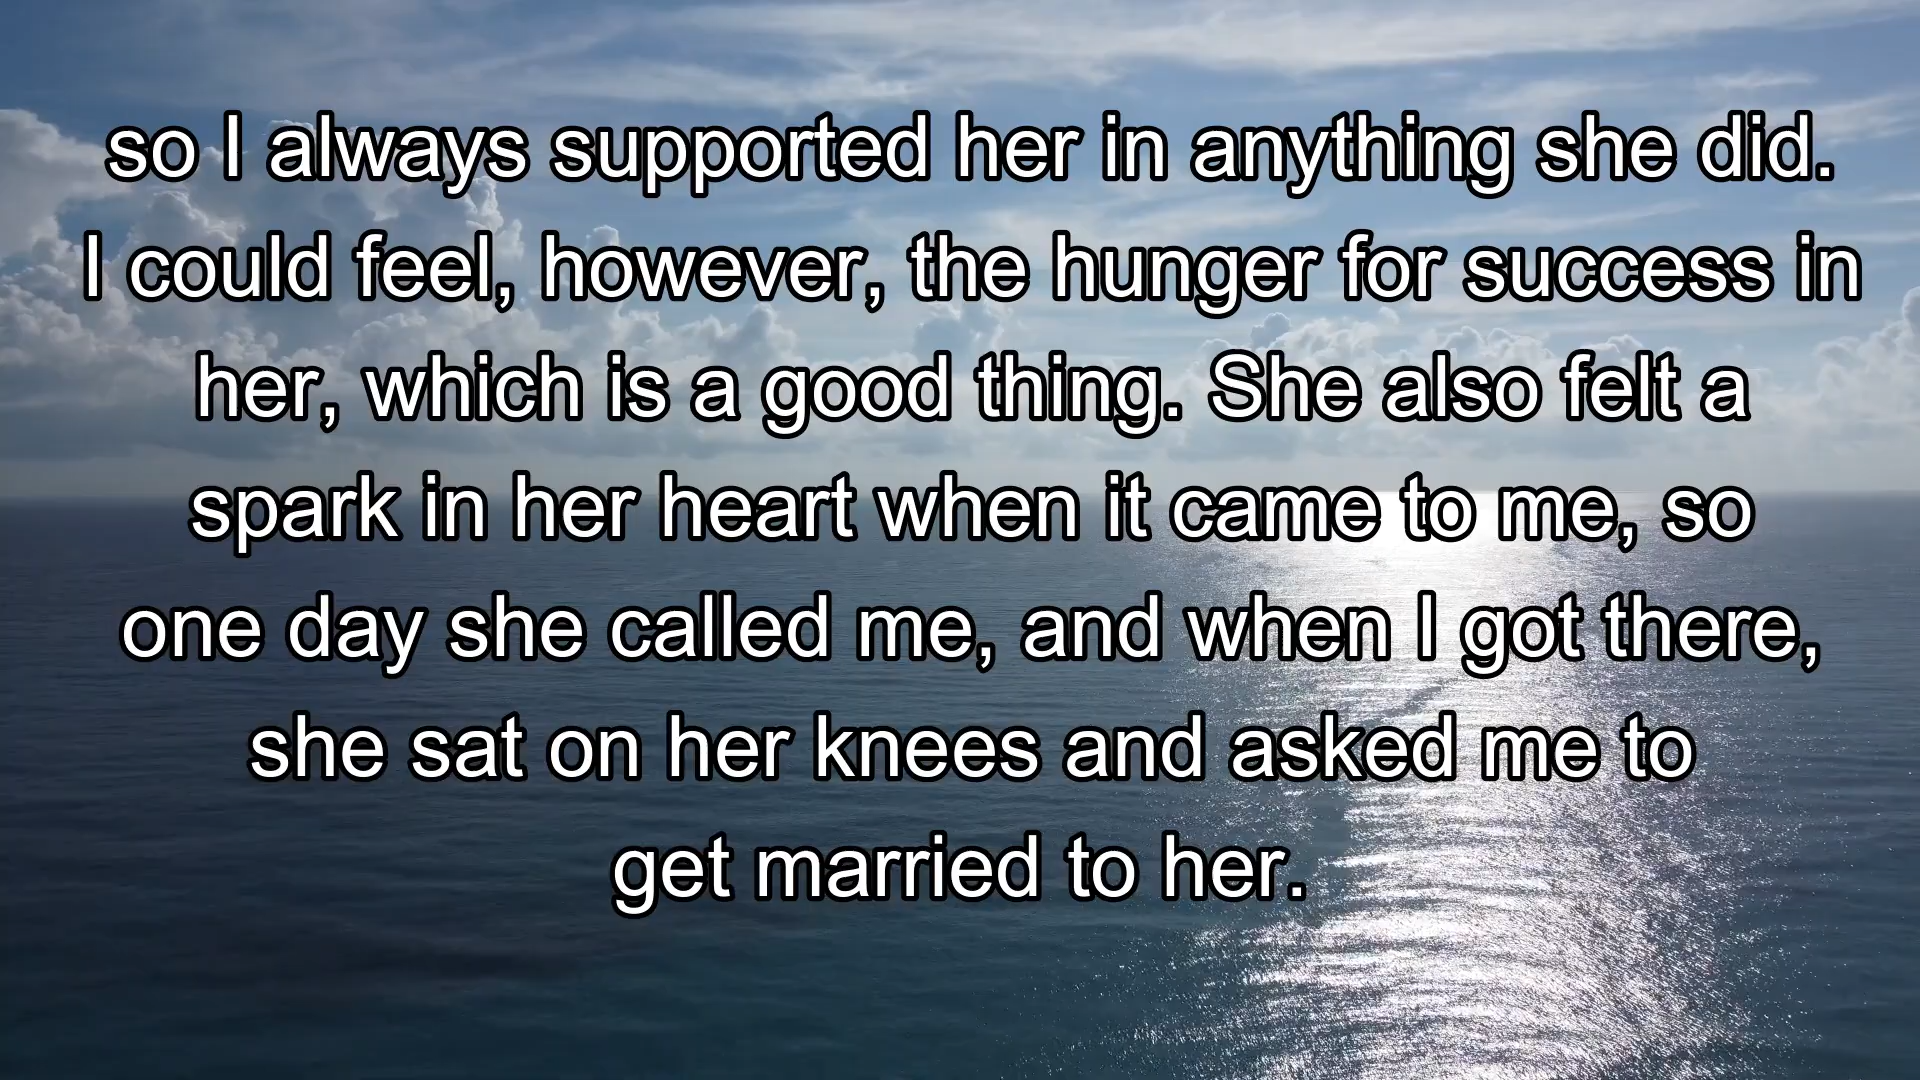 so I always supported her in anything she did.
I could feel, however, the hunger for success in
her, which is a good thing. She also felt a
spark in her heart when it came to me, so
one day she called me, and when I got there,
she sat on her knees and asked me to
get married to her.